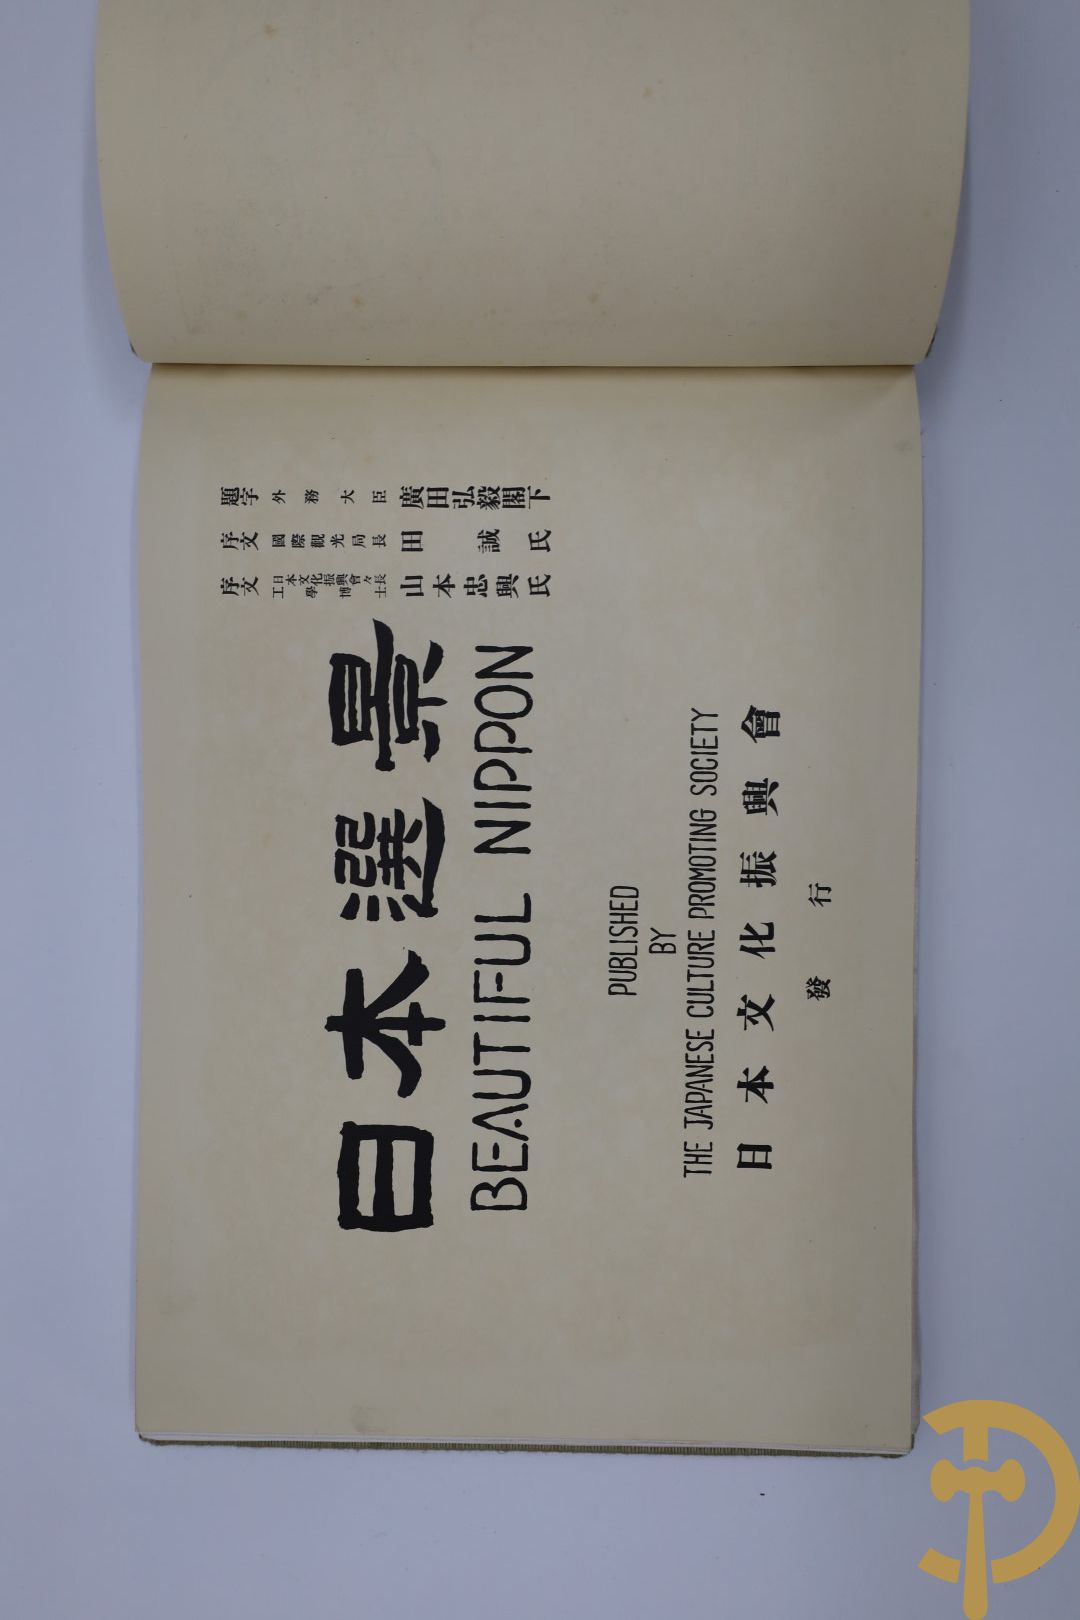 題字 外務大臣 廣田弘毅閣下
序文 國際觀光局長 田誠氏
序文 日本文化振興會々長 工學博士 山本忠興氏
日本選景
BEAUTIFUL NIPPON
PUBLISHED
BY
THE JAPANESE CULTURE PROMOTING SOCIETY
日本文化振興會
發行